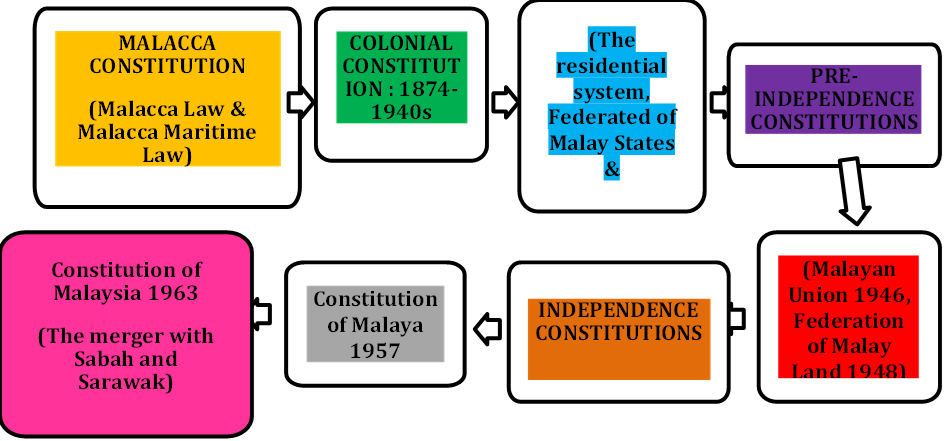 MALACCA
CONSTITUTION
(Malacca Law &
Malacca Maritime
Law)
COLONIAL
CONSTITUT
ION : 1874-
1940s
(The
residential
system,
Federated of
Malay States
&
PRE-
INDEPENDENCE
CONSTITUTIONS
(Malayan
Union 1946,
Federation
of Malay
Land 1948)
INDEPENDENCE
CONSTITUTIONS
Constitution
of Malaya
1957
Constitution of
Malaysia 1963
(The merger with
Sabah and
Sarawak)